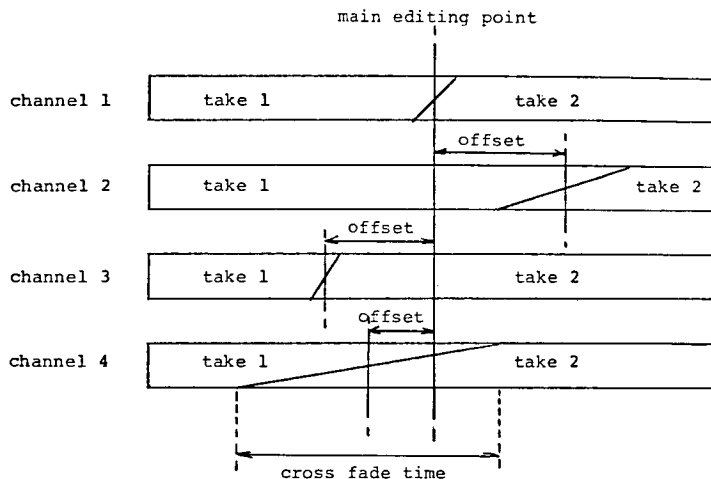 main editing point
channel 1 take 1 take 2
offset
channel 2 take 1 take 2
offset
channel 3 take 1 take 2
offset
channel 4 take 1 take 2
cross fade time